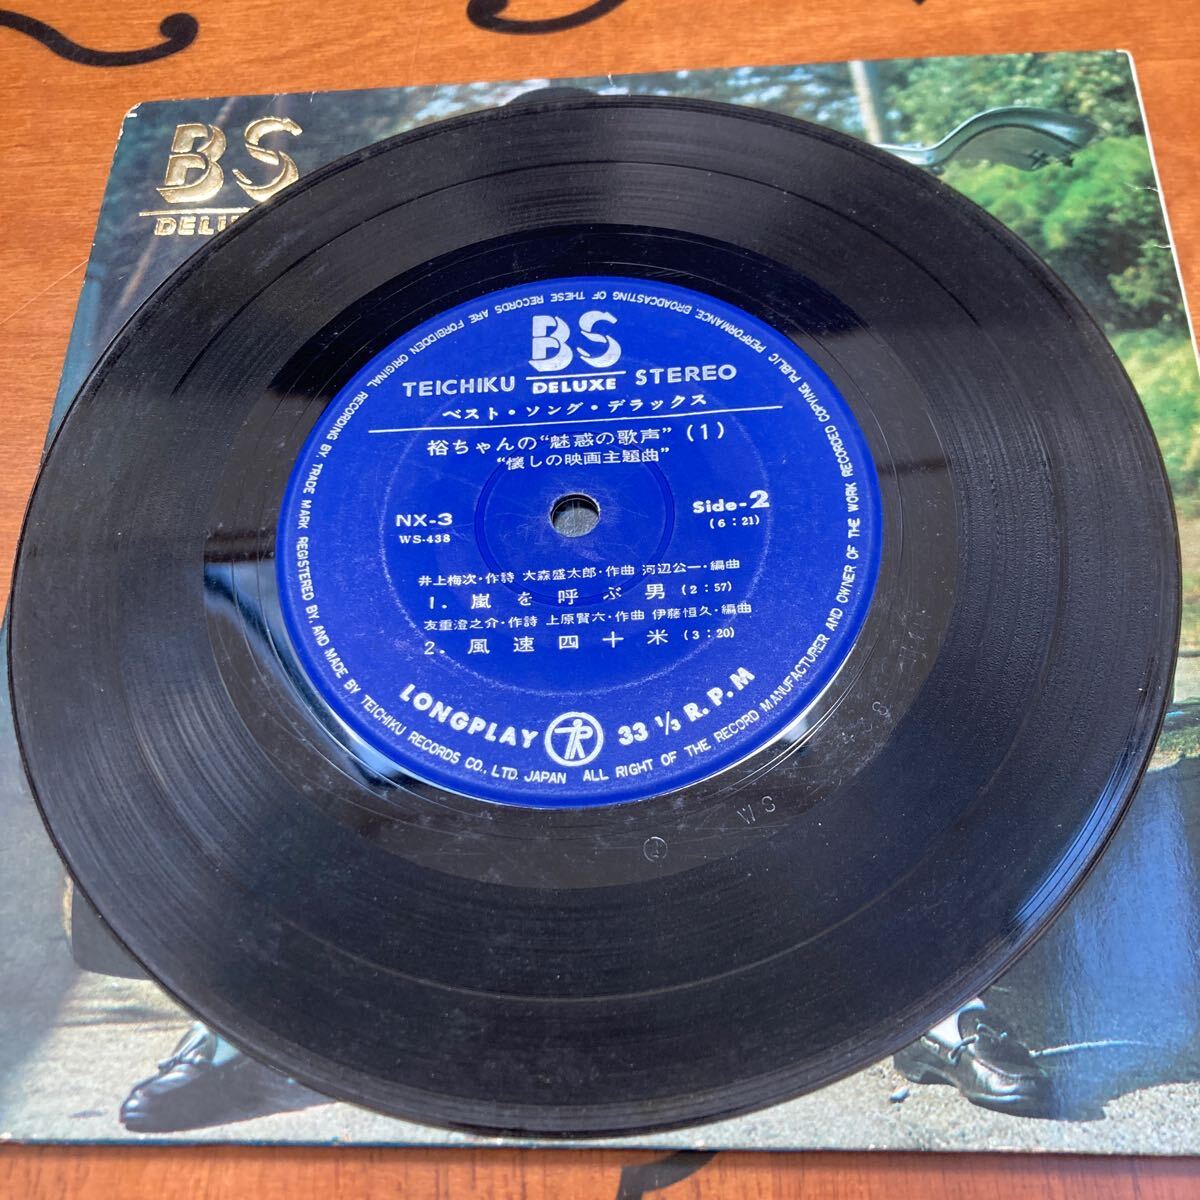 BS
DELU
BS
TEICHIKU DELUXE STEREO
ベスト・ソング・デラックス
裕ちゃんの"魅惑の歌声"(1)
"懐しの映画主題曲"
NX-3
WS-438
Side-2
(6:21)
井上梅次・作詩 大森盛太郎・作曲 河辺公一・編曲
1. 嵐を呼ぶ男(2:57)
友重澄之介・作詩 上原賢六・作曲 伊藤恒久・編曲
2. 風速四十米(3:20)
LONGPLAY 33 1/3 R.P.M
ORIGINAL RECORDING BY, TRADE MARK REGISTERED BY, AND MADE BY TEICHIKU RECORDS CO., LTD. JAPAN ALL RIGHT OF THE RECORD MANUFACTURER AND OWNER OF THE WORK RECORDED COPYING, PUBLIC PERFORMANCE, BROADCASTING OF THESE RECORDS ARE FORBIDDEN
WS